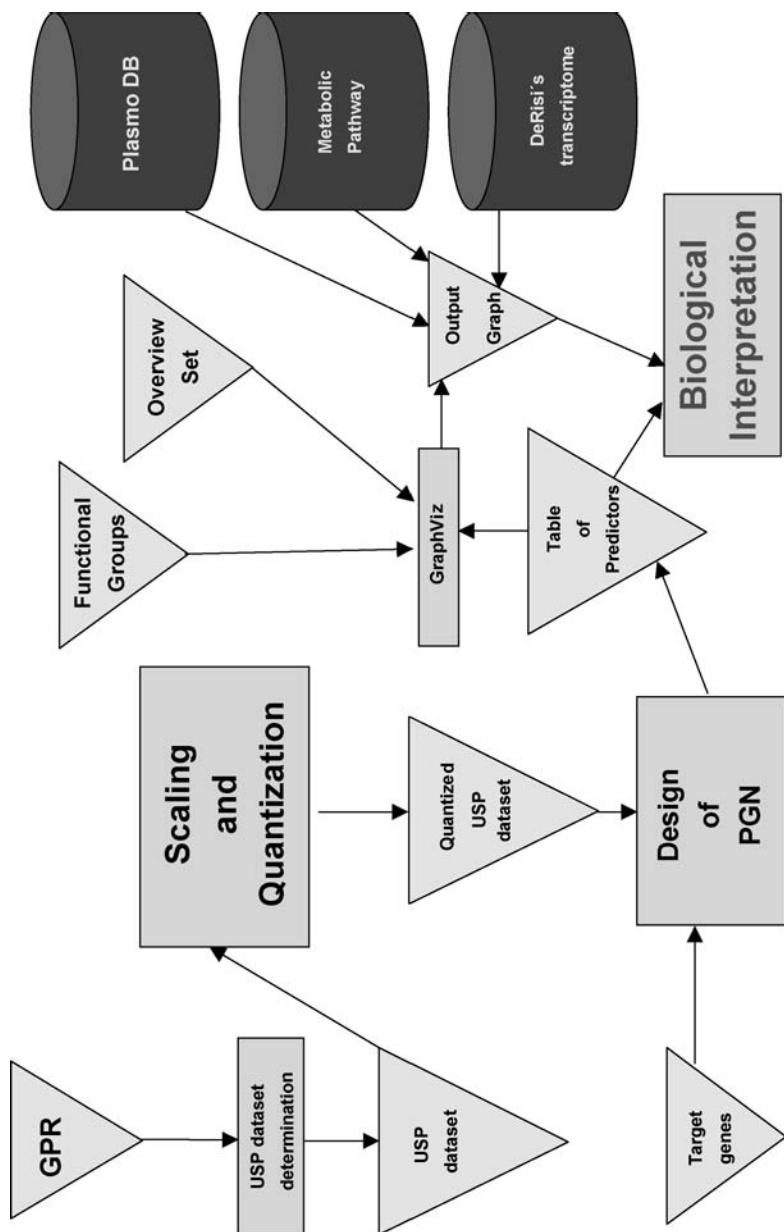 GPR
USP dataset
determination
USP
dataset
Scaling
and
Quantization
Quantized
USP
dataset
Target
genes
Design
of
PGN
Functional
Groups
Overview
Set
GraphViz
Table
of
Predictors
Output
Graph
Plasmo DB
Metabolic
Pathway
DeRisi´s
transcriptome
Biological
Interpretation